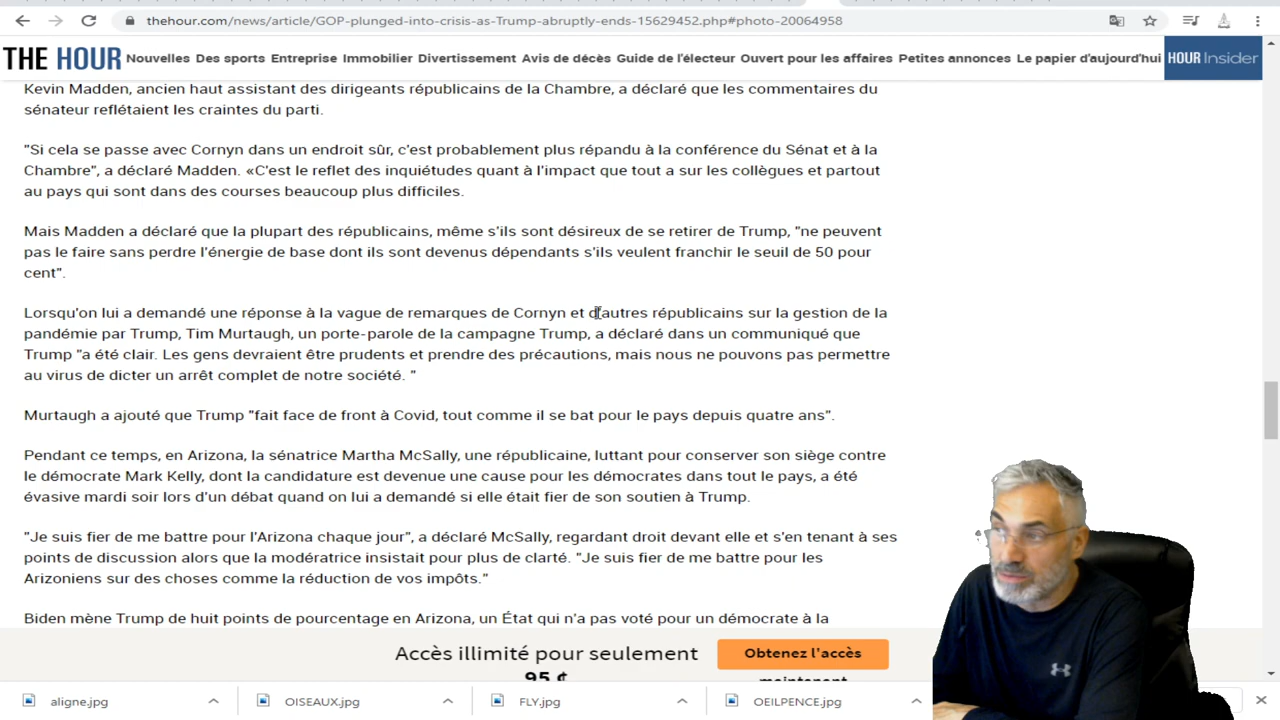 thehour.com/news/article/GOP-plunged-into-crisis-as-Trump-abruptly-ends-15629452.php#photo-20064958
THE HOUR Nouvelles Des sports Entreprise Immobilier Divertissement Avis de décès Guide de l'électeur Ouvert pour les affaires Petites annonces Le papier d'aujourd'hui HOUR Insider
Kevin Madden, ancien haut assistant des dirigeants républicains de la Chambre, a déclaré que les commentaires du
sénateur reflétaient les craintes du parti.
"Si cela se passe avec Cornyn dans un endroit sûr, c'est probablement plus répandu à la conférence du Sénat et à la
Chambre", a déclaré Madden. «C'est le reflet des inquiétudes quant à l'impact que tout a sur les collègues et partout
au pays qui sont dans des courses beaucoup plus difficiles.
Mais Madden a déclaré que la plupart des républicains, même s'ils sont désireux de se retirer de Trump, "ne peuvent
pas le faire sans perdre l'énergie de base dont ils sont devenus dépendants s'ils veulent franchir le seuil de 50 pour
cent".
Lorsqu'on lui a demandé une réponse à la vague de remarques de Cornyn et d'autres républicains sur la gestion de la
pandémie par Trump, Tim Murtaugh, un porte-parole de la campagne Trump, a déclaré dans un communiqué que
Trump "a été clair. Les gens devraient être prudents et prendre des précautions, mais nous ne pouvons pas permettre
au virus de dicter un arrêt complet de notre société. "
Murtaugh a ajouté que Trump "fait face de front à Covid, tout comme il se bat pour le pays depuis quatre ans".
Pendant ce temps, en Arizona, la sénatrice Martha McSally, une républicaine, luttant pour conserver son siège contre
le démocrate Mark Kelly, dont la candidature est devenue une cause pour les démocrates dans tout le pays, a été
évasive mardi soir lors d'un débat quand on lui a demandé si elle était fier de son soutien à Trump.
"Je suis fier de me battre pour l'Arizona chaque jour", a déclaré McSally, regardant droit devant elle et s'en tenant à ses
points de discussion alors que la modératrice insistait pour plus de clarté. "Je suis fier de me battre pour les
Arizoniens sur des choses comme la réduction de vos impôts."
Biden mène Trump de huit points de pourcentage en Arizona, un État qui n'a pas voté pour un démocrate à la
Accès illimité pour seulement
95 ¢
Obtenez l'accès
maintenant
aligne.jpg OISEAUX.jpg FLY.jpg OEILPENCE.jpg